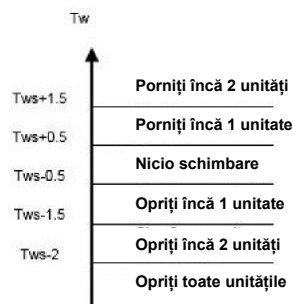 Tw
Porniți încă 2 unități
Tws+1.5
Porniți încă 1 unitate
Tws+0.5
Nicio schimbare
Tws-0.5
Opriți încă 1 unitate
Tws-1.5
Opriți încă 2 unități
Tws-2
Opriți toate unitățile